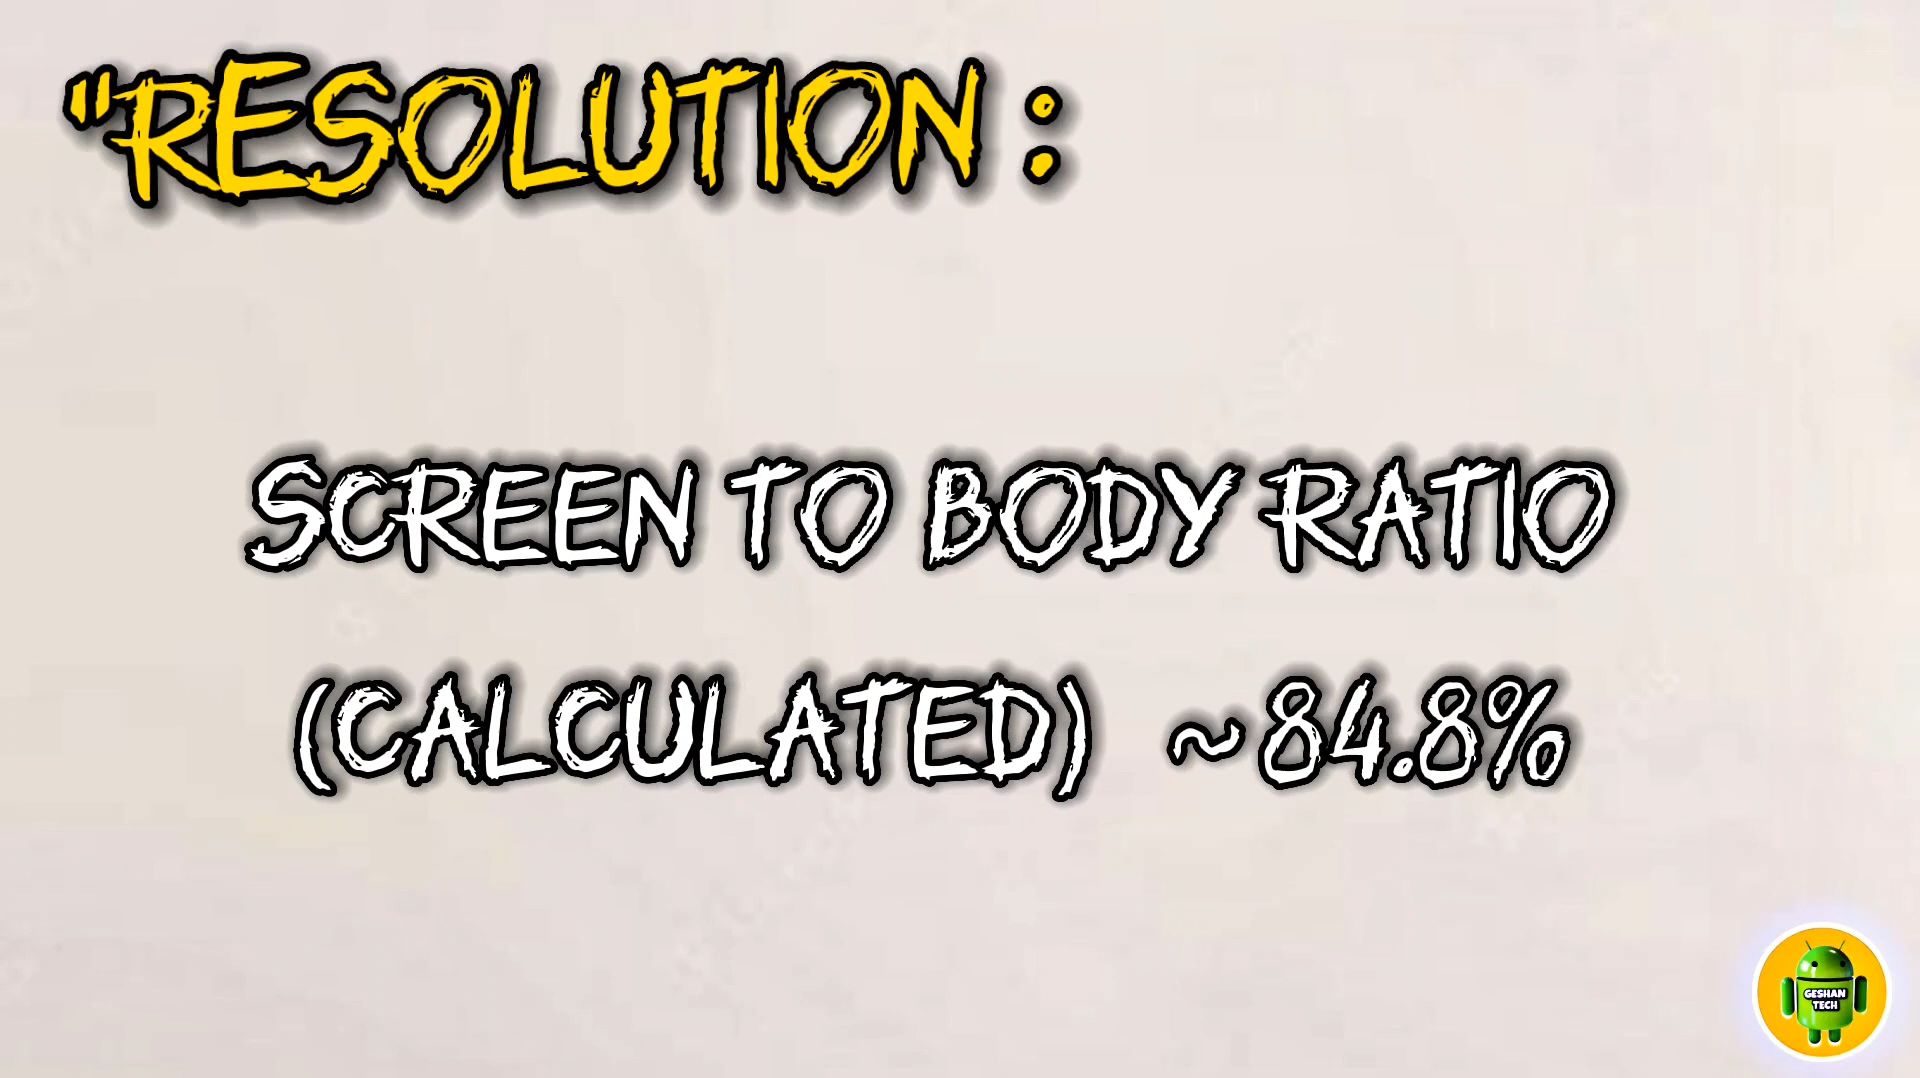 "RESOLUTION :
SCREEN TO BODY RATIO
(CALCULATED) ~84.8%
GESHAN
TECH